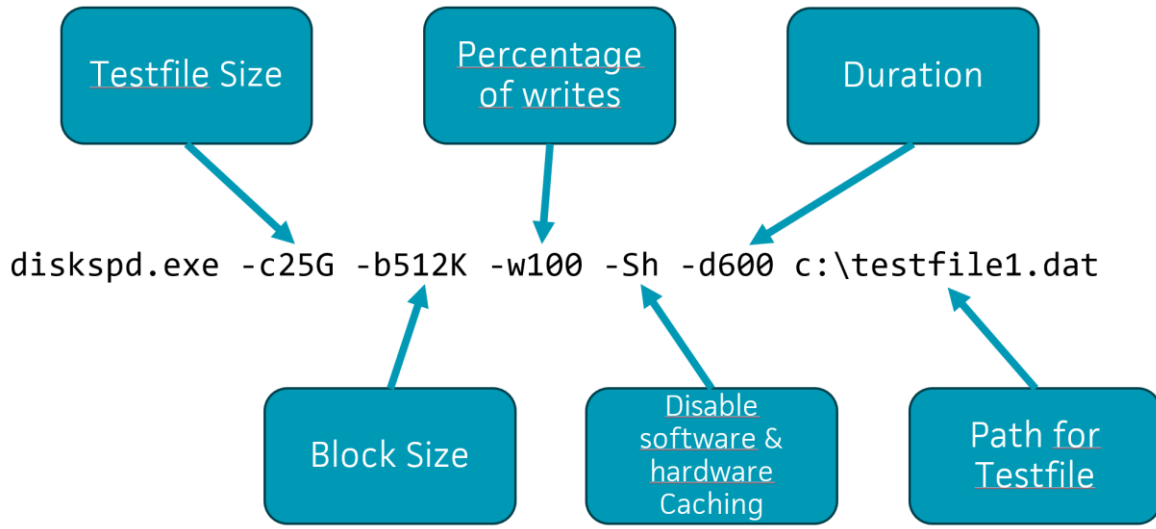 Testfile Size
Percentage
of writes
Duration
diskspd.exe -c25G -b512K -w100 -Sh -d600 c:\testfile1.dat
Block Size
Disable
software &
hardware
Caching
Path for
Testfile